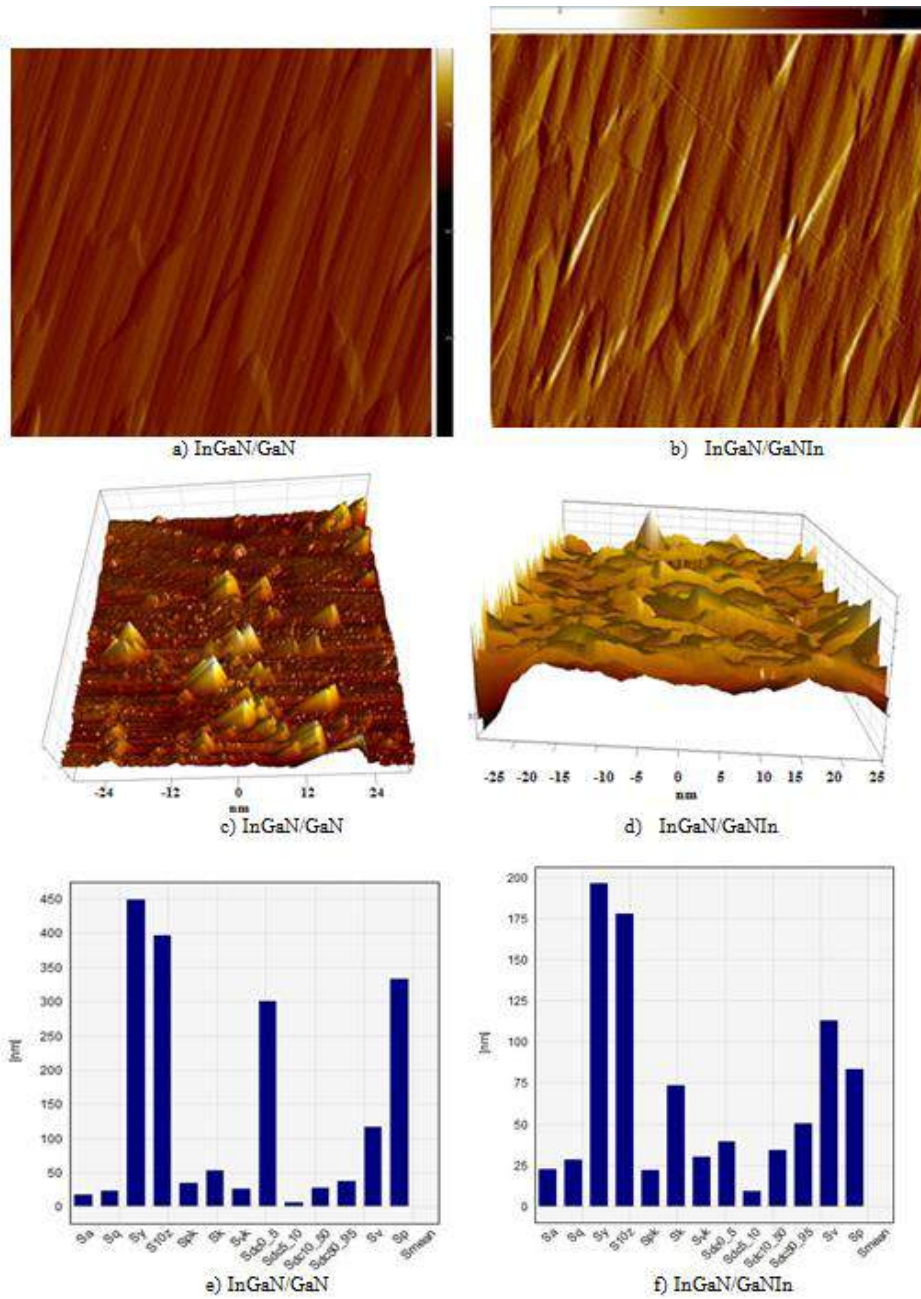 a) InGaN/GaN
b) InGaN/GaNIn
-24 -12 0 12 24
nm
c) InGaN/GaN
-25 -20 -15 -10 -5 0 5 10 15 20 25
nm
d) InGaN/GaNIn
450
400
350
300
250
200
150
100
50
0
[nm]
Sa Sq Sy S10z Spk Sk Svk Sdc0_5 Sdc5_10 Sdc10_50 Sdc50_95 Sv Sp Smean
e) InGaN/GaN
200
175
150
125
100
75
50
25
0
[nm]
Sa Sq Sy S10z Spk Sk Svk Sdc0_5 Sdc5_10 Sdc10_50 Sdc50_95 Sv Sp Smean
f) InGaN/GaNIn